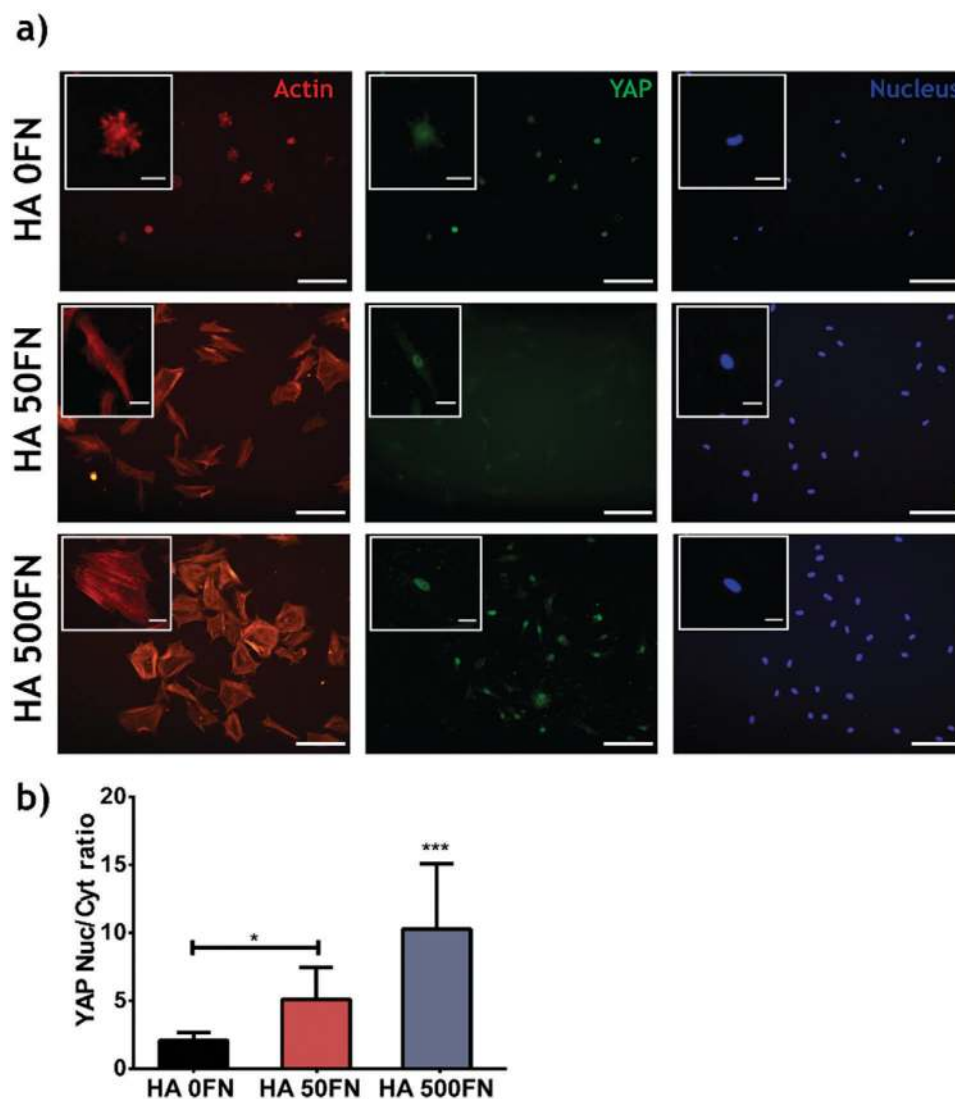 a)
Actin YAP Nucleus
HA 0FN
HA 50FN
HA 500FN
b)
YAP Nuc/Cyt ratio
20
15
10
5
0
*
***
HA 0FN HA 50FN HA 500FN